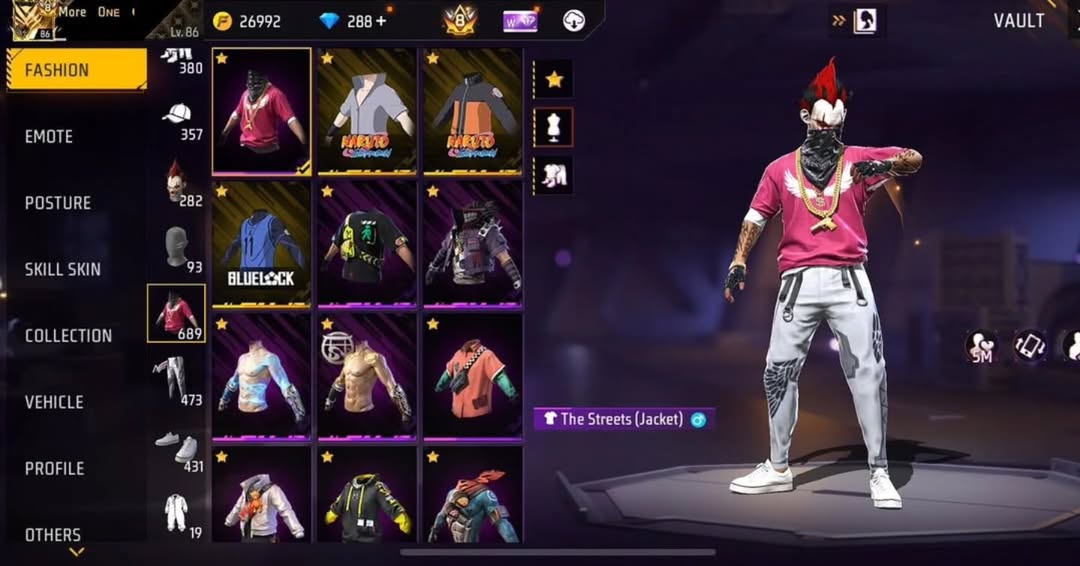 More One
86
Lv. 86
26992
288 +
8
W
VAULT
FASHION
EMOTE
POSTURE
SKILL SKIN
COLLECTION
VEHICLE
PROFILE
OTHERS
380
357
282
93
689
473
431
19
NARUTO
NARUTO
11
BLUELOCK
The Streets (Jacket)
5M